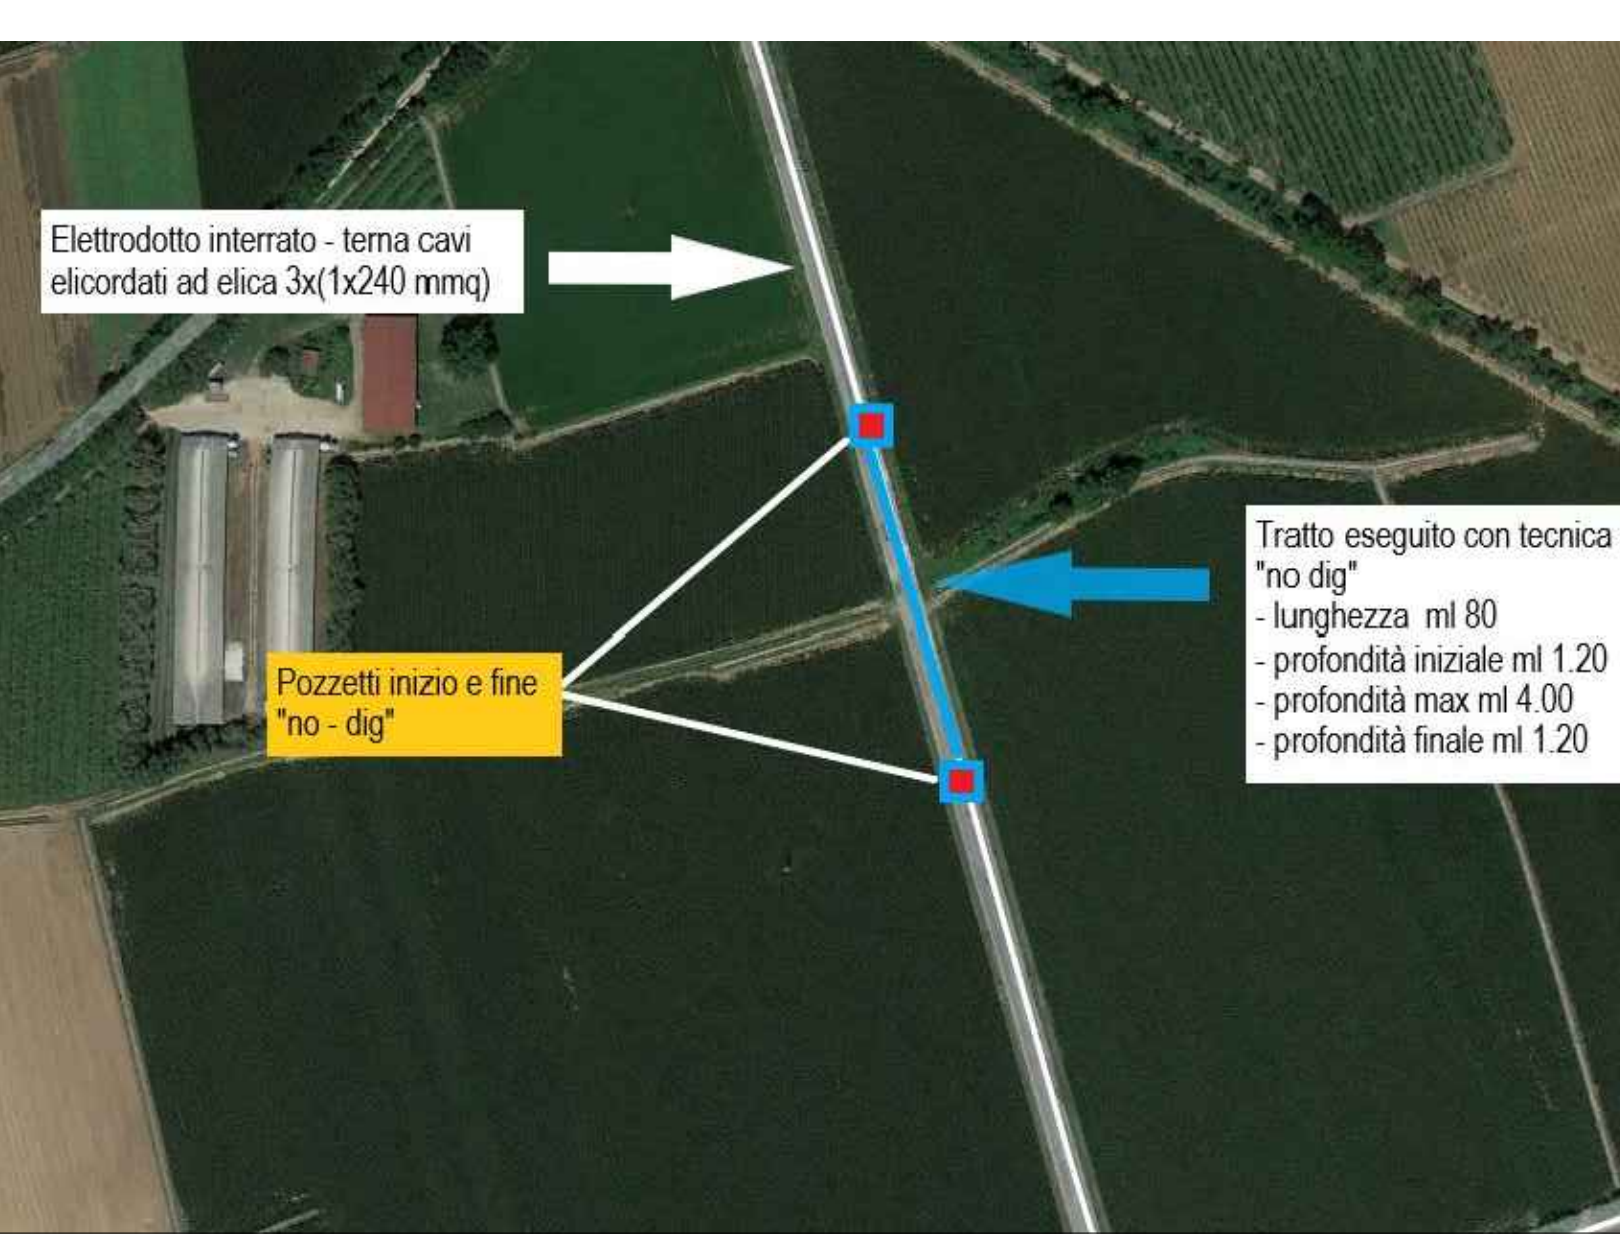 Elettrodotto interrato - terna cavi
elicordati ad elica 3x(1x240 mmq)
Tratto eseguito con tecnica
"no dig"
- lunghezza  ml 80
- profondità iniziale ml 1.20
- profondità max ml 4.00
- profondità finale ml 1.20
Pozzetti inizio e fine
"no - dig"